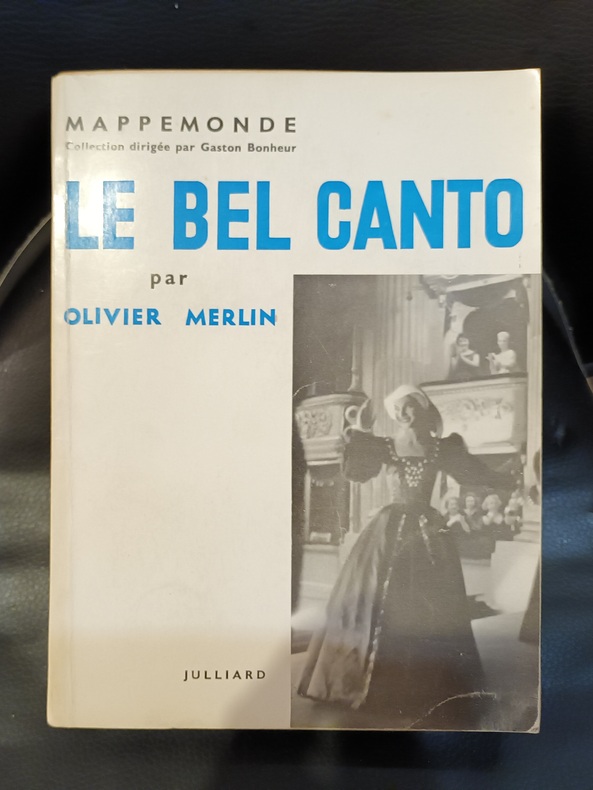 MAPPEMONDE
Collection dirigée par Gaston Bonheur
LE BEL CANTO
par
OLIVIER MERLIN
JULLIARD